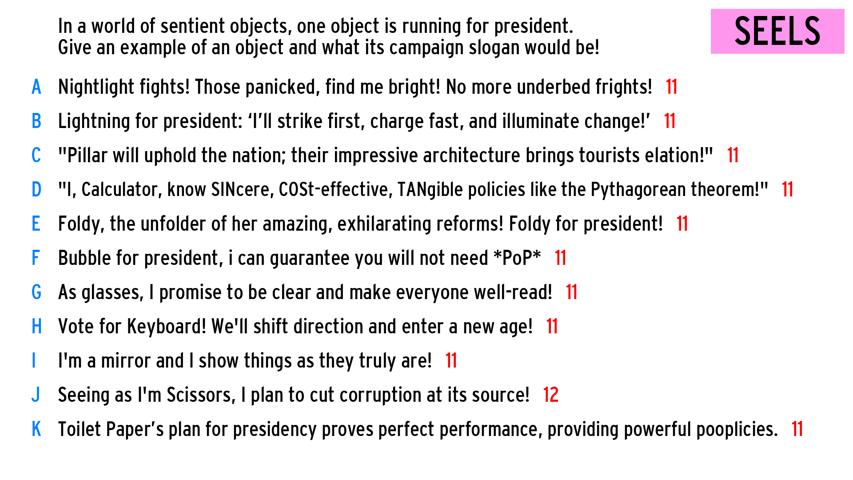 In a world of sentient objects, one object is running for president.
Give an example of an object and what its campaign slogan would be!
SEELS
A Nightlight fights! Those panicked, find me bright! No more underbed frights! 11
B Lightning for president: ‘I’ll strike first, charge fast, and illuminate change!’ 11
C "Pillar will uphold the nation; their impressive architecture brings tourists elation!" 11
D "I, Calculator, know SINcere, COSt-effective, TANgible policies like the Pythagorean theorem!" 11
E Foldy, the unfolder of her amazing, exhilarating reforms! Foldy for president! 11
F Bubble for president, i can guarantee you will not need *PoP* 11
G As glasses, I promise to be clear and make everyone well-read! 11
H Vote for Keyboard! We'll shift direction and enter a new age! 11
I I'm a mirror and I show things as they truly are! 11
J Seeing as I'm Scissors, I plan to cut corruption at its source! 12
K Toilet Paper’s plan for presidency proves perfect performance, providing powerful pooplicies. 11